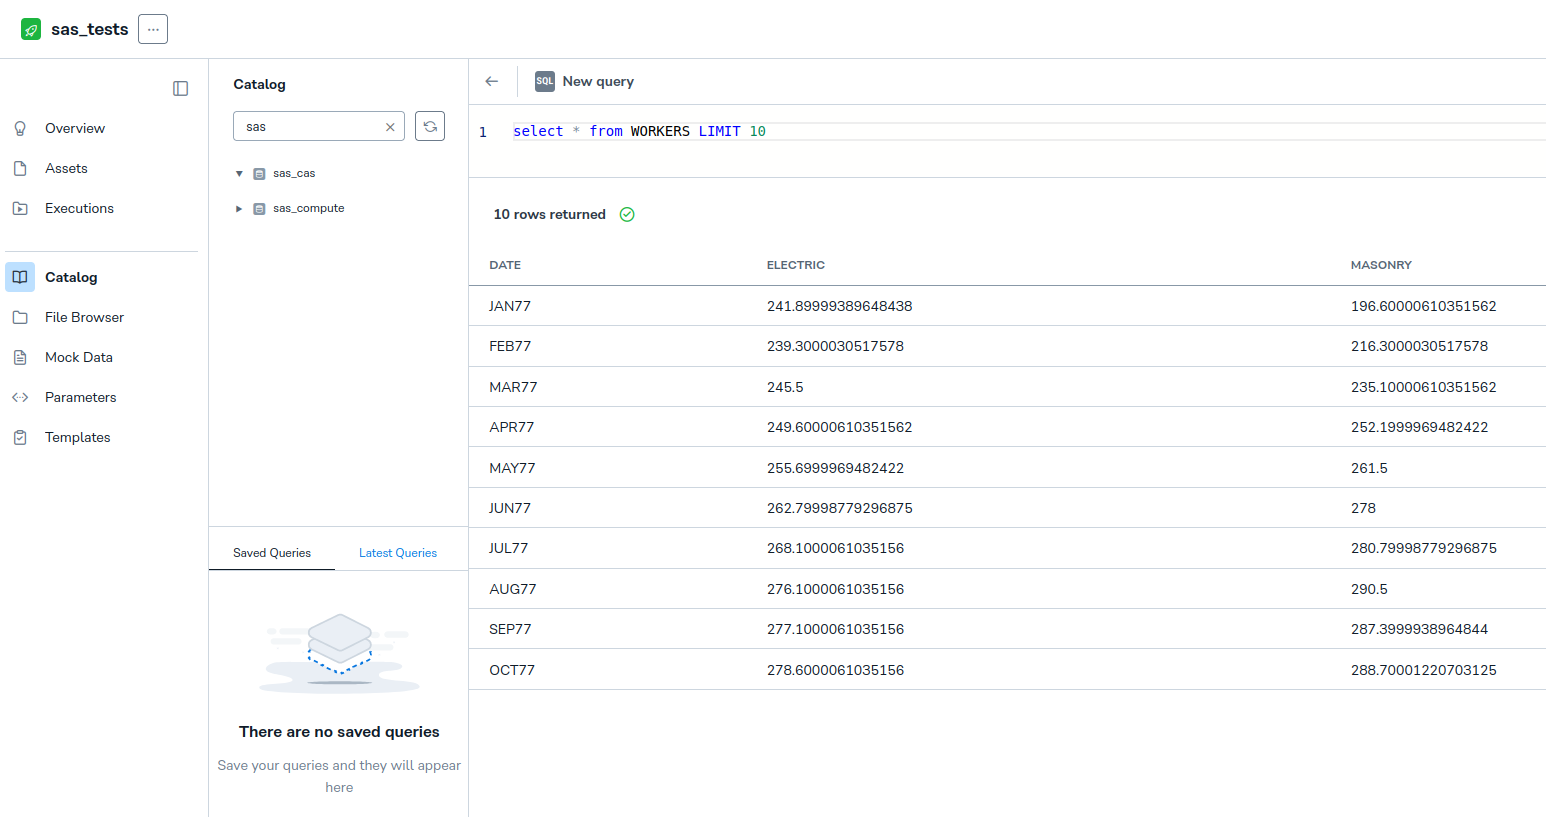 sas_tests
...
Overview
Assets
Executions
Catalog
File Browser
Mock Data
Parameters
Templates
Catalog
sas
sas_cas
sas_compute
Saved Queries Latest Queries
There are no saved queries
Save your queries and they will appear
here
SQL New query
1 select * from WORKERS LIMIT 10
10 rows returned
DATE ELECTRIC MASONRY
JAN77 241.89999389648438 196.60000610351562
FEB77 239.3000030517578 216.3000030517578
MAR77 245.5 235.10000610351562
APR77 249.60000610351562 252.1999969482422
MAY77 255.6999969482422 261.5
JUN77 262.79998779296875 278
JUL77 268.1000061035156 280.79998779296875
AUG77 276.1000061035156 290.5
SEP77 277.1000061035156 287.3999938964844
OCT77 278.6000061035156 288.70001220703125